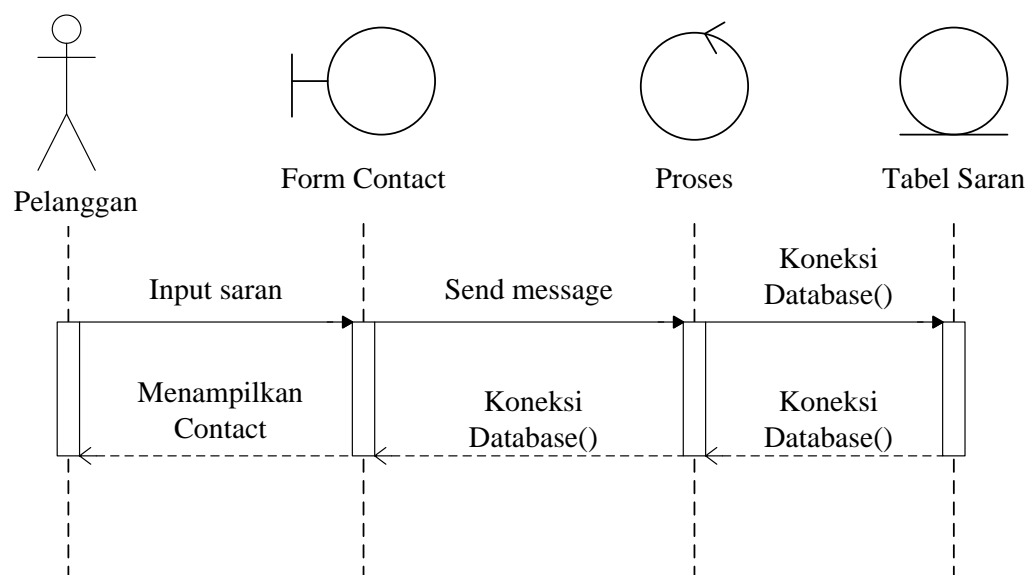 Pelanggan
Form Contact
Proses
Tabel Saran
Input saran
Send message
Koneksi
Database()
Menampilkan
Contact
Koneksi
Database()
Koneksi
Database()